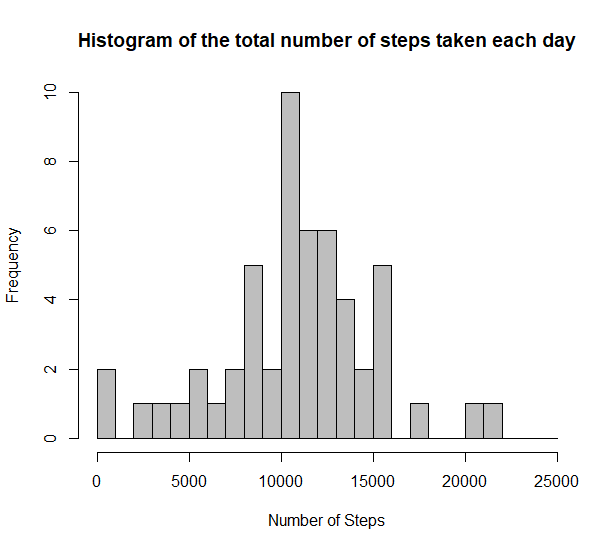 Histogram of the total number of steps taken each day
Frequency
10
8
6
4
2
0
0 5000 10000 15000 20000 25000
Number of Steps